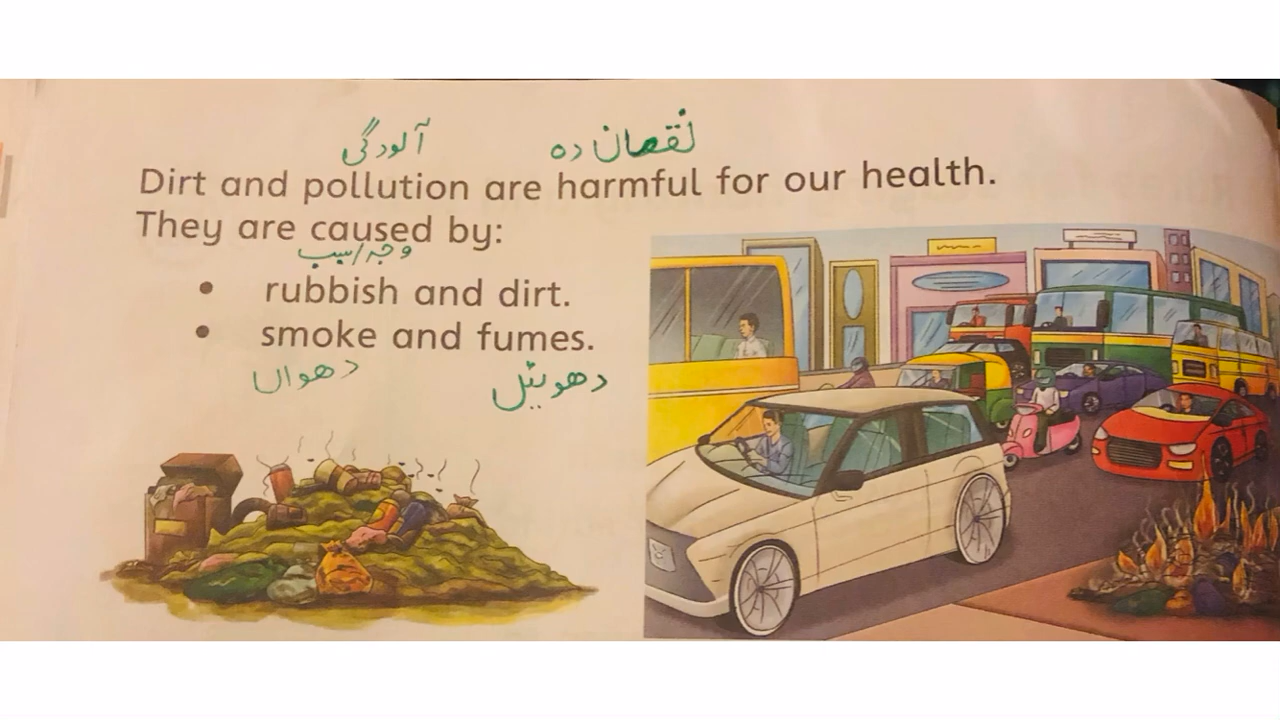 آلودگی نقصان دہ
Dirt and pollution are harmful for our health.
They are caused by:
وجہ/سبب
• rubbish and dirt.
• smoke and fumes.
دھواں دھوئیں